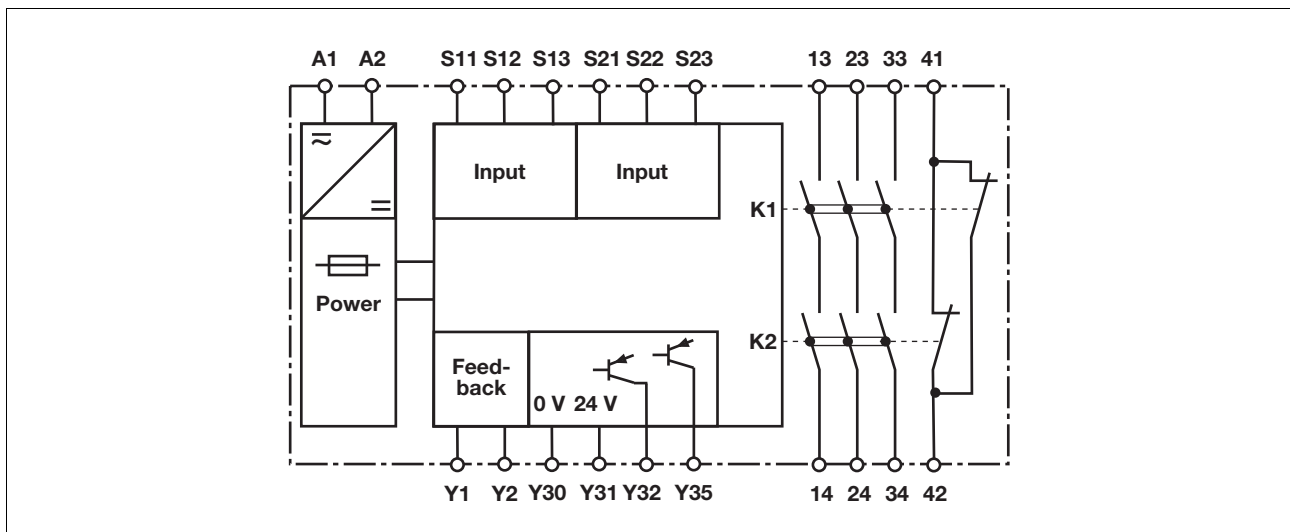 A1 A2 S11 S12 S13 S21 S22 S23 13 23 33 41
Input Input
K1
Power
K2
Feed-
back
0 V 24 V
Y1 Y2 Y30 Y31 Y32 Y35 14 24 34 42